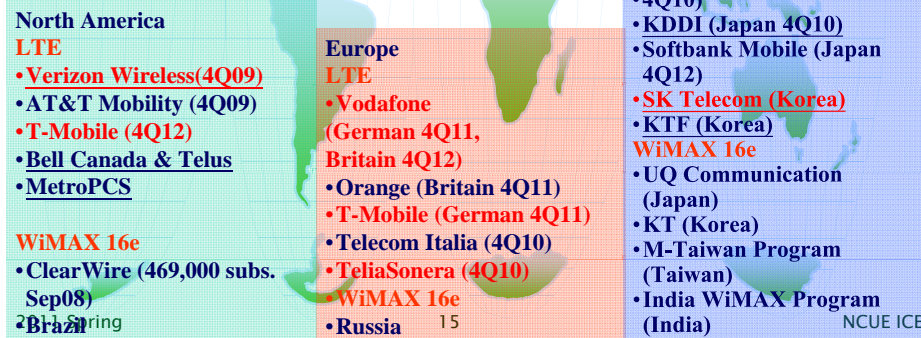 North America
LTE
•Verizon Wireless(4Q09)
•AT&T Mobility (4Q09)
•T-Mobile (4Q12)
•Bell Canada & Telus
•MetroPCS
WiMAX 16e
•ClearWire (469,000 subs.
Sep08)
•Brazil
2011 Spring
Europe
LTE
•Vodafone
(German 4Q11,
Britain 4Q12)
•Orange (Britain 4Q11)
•T-Mobile (German 4Q11)
•Telecom Italia (4Q10)
•TeliaSonera (4Q10)
•WiMAX 16e
•Russia
15
4Q10)
•KDDI (Japan 4Q10)
•Softbank Mobile (Japan
4Q12)
•SK Telecom (Korea)
•KTF (Korea)
WiMAX 16e
•UQ Communication
(Japan)
•KT (Korea)
•M-Taiwan Program
(Taiwan)
•India WiMAX Program
(India)
NCUE ICE